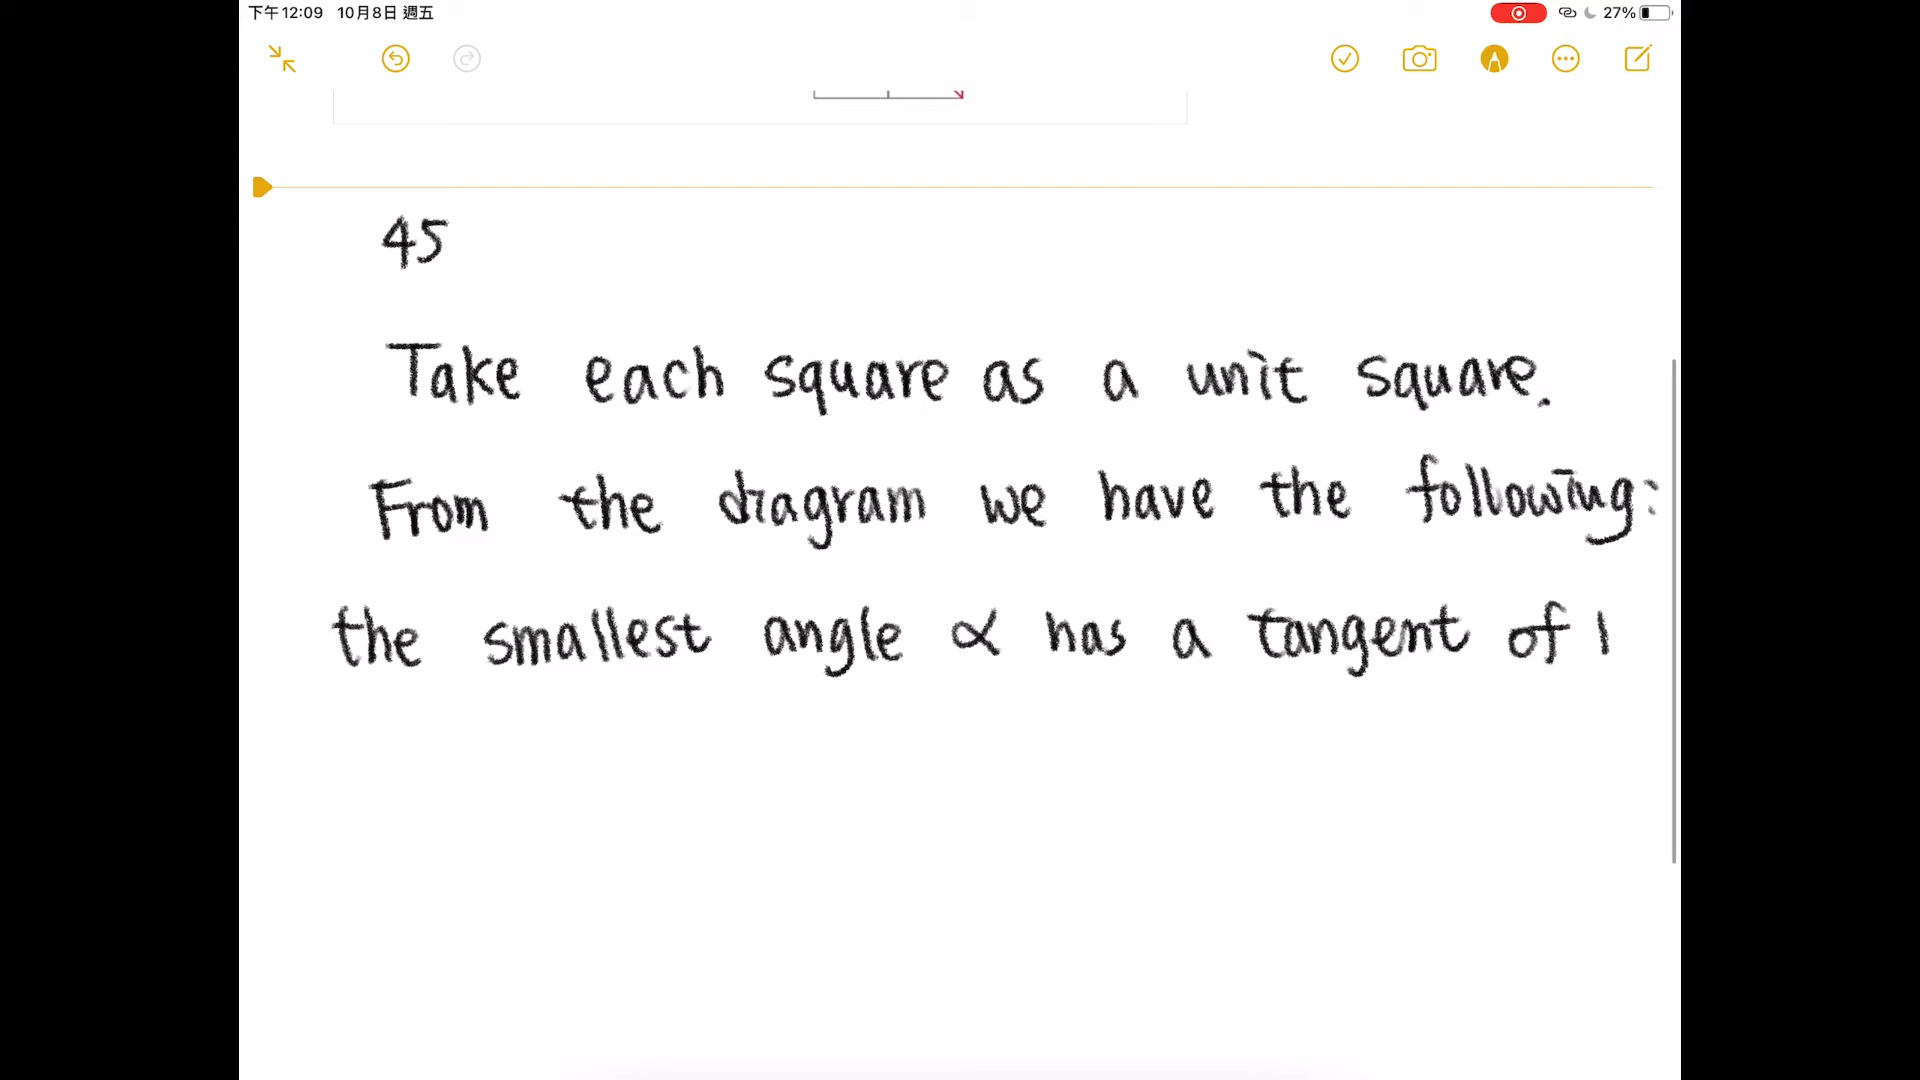 下午12:09 10月8日 週五
27%
45
Take each square as a unit square.
From the diagram we have the following:
the smallest angle α has a tangent of 1